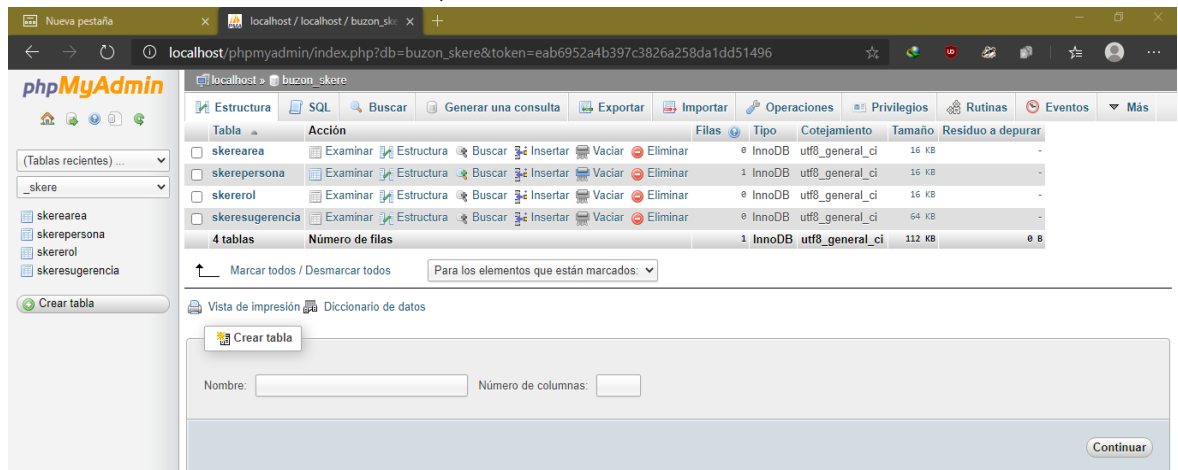 Nueva pestaña
localhost / localhost / buzon_ske
localhost/phpmyadmin/index.php?db=buzon_skere&token=eab6952a4b397c3826a258da1dd51496
phpMyAdmin
localhost » buzon_skere
Estructura SQL Buscar Generar una consulta Exportar Importar Operaciones Privilegios Rutinas Eventos Más
(Tablas recientes) ...
_skere
skerearea
skerepersona
skererol
skeresugerencia
Crear tabla
Tabla Acción Filas Tipo Cotejamiento Tamaño Residuo a depurar
skerearea Examinar Estructura Buscar Insertar Vaciar Eliminar 0 InnoDB utf8_general_ci 16 KB -
skerepersona Examinar Estructura Buscar Insertar Vaciar Eliminar 1 InnoDB utf8_general_ci 16 KB -
skererol Examinar Estructura Buscar Insertar Vaciar Eliminar 0 InnoDB utf8_general_ci 16 KB -
skeresugerencia Examinar Estructura Buscar Insertar Vaciar Eliminar 0 InnoDB utf8_general_ci 64 KB -
4 tablas Número de filas 1 InnoDB utf8_general_ci 112 KB 0 B
Marcar todos / Desmarcar todos Para los elementos que están marcados:
Vista de impresión Diccionario de datos
Crear tabla
Nombre: Número de columnas:
Continuar